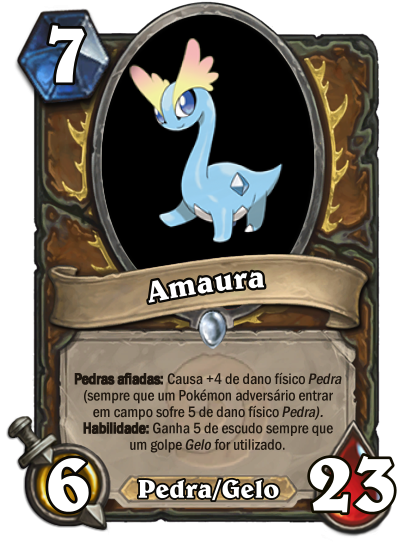 7
Amaura
Pedras afiadas: Causa +4 de dano físico Pedra
(sempre que um Pokémon adversário entrar
em campo sofre 5 de dano físico Pedra).
Habilidade: Ganha 5 de escudo sempre que
um golpe Gelo for utilizado.
6
Pedra/Gelo
23